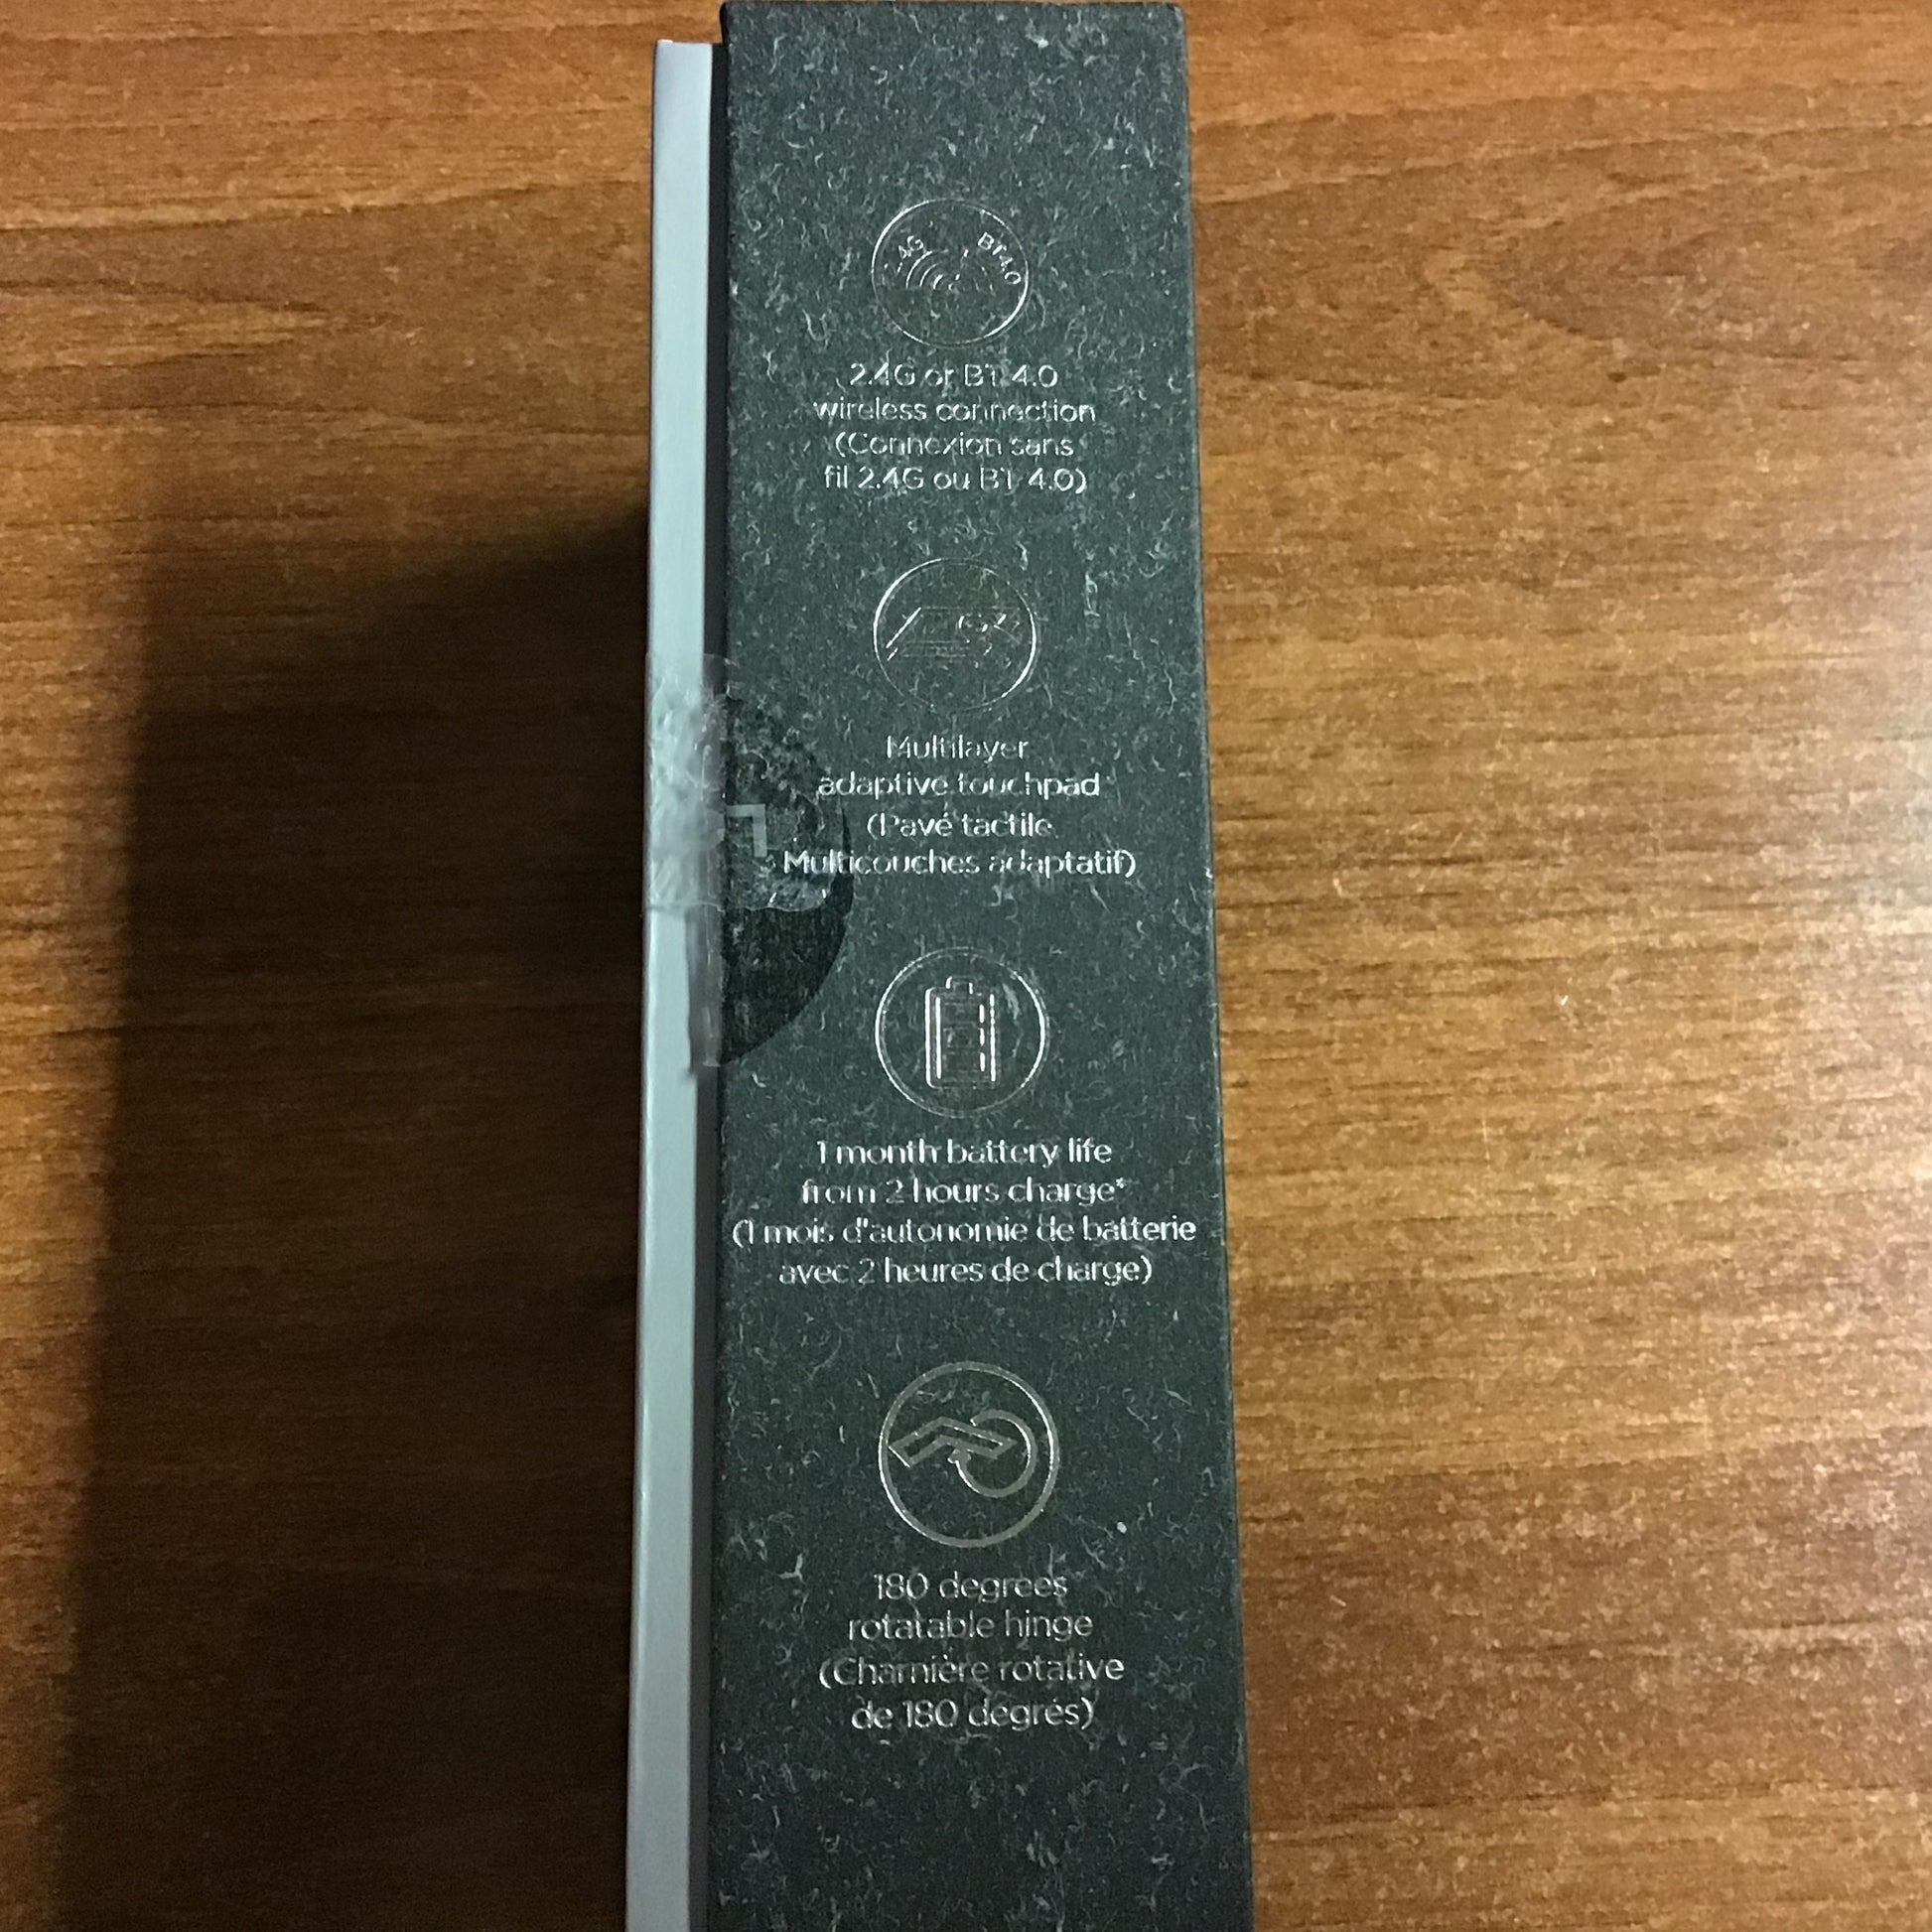 2.4G
BT 4.0
2.4G or BT 4.0
wireless connection
(Connexion sans
fil 2.4G ou BT 4.0)
Multilayer
adaptive touchpad
(Pavé tactile
Multicouches adaptatif)
1 month battery life
from 2 hours charge*
(1 mois d"autonomie de batterie
avec 2 heures de charge)
180 degrees
rotatable hinge
(Charnière rotative
de 180 degrés)